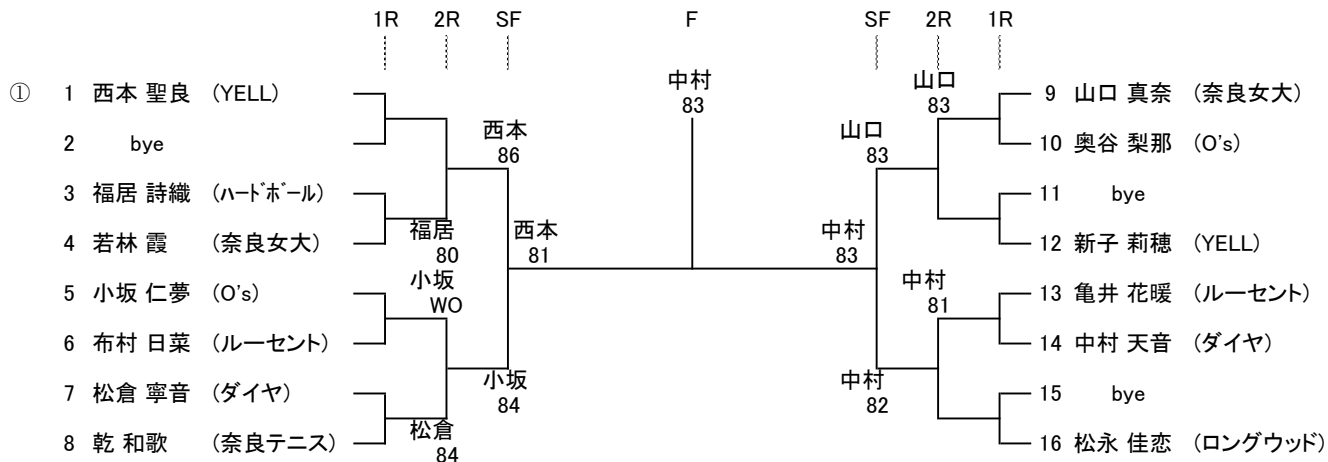 1R 2R SF F SF 2R 1R
中村
83
① 1 西本 聖良 (YELL)
2 bye
3 福居 詩織 (ハードボール)
4 若林 霞 (奈良女大)
5 小坂 仁夢 (O's)
6 布村 日菜 (ルーセント)
7 松倉 寧音 (ダイヤ)
8 乾 和歌 (奈良テニス)
福居
80
小坂
WO
松倉
84
西本
86
小坂
84
西本
81
中村
83
山口
83
中村
82
山口
83
中村
81
9 山口 真奈 (奈良女大)
10 奥谷 梨那 (O's)
11 bye
12 新子 莉穂 (YELL)
13 亀井 花暖 (ルーセント)
14 中村 天音 (ダイヤ)
15 bye
16 松永 佳恋 (ロングウッド)